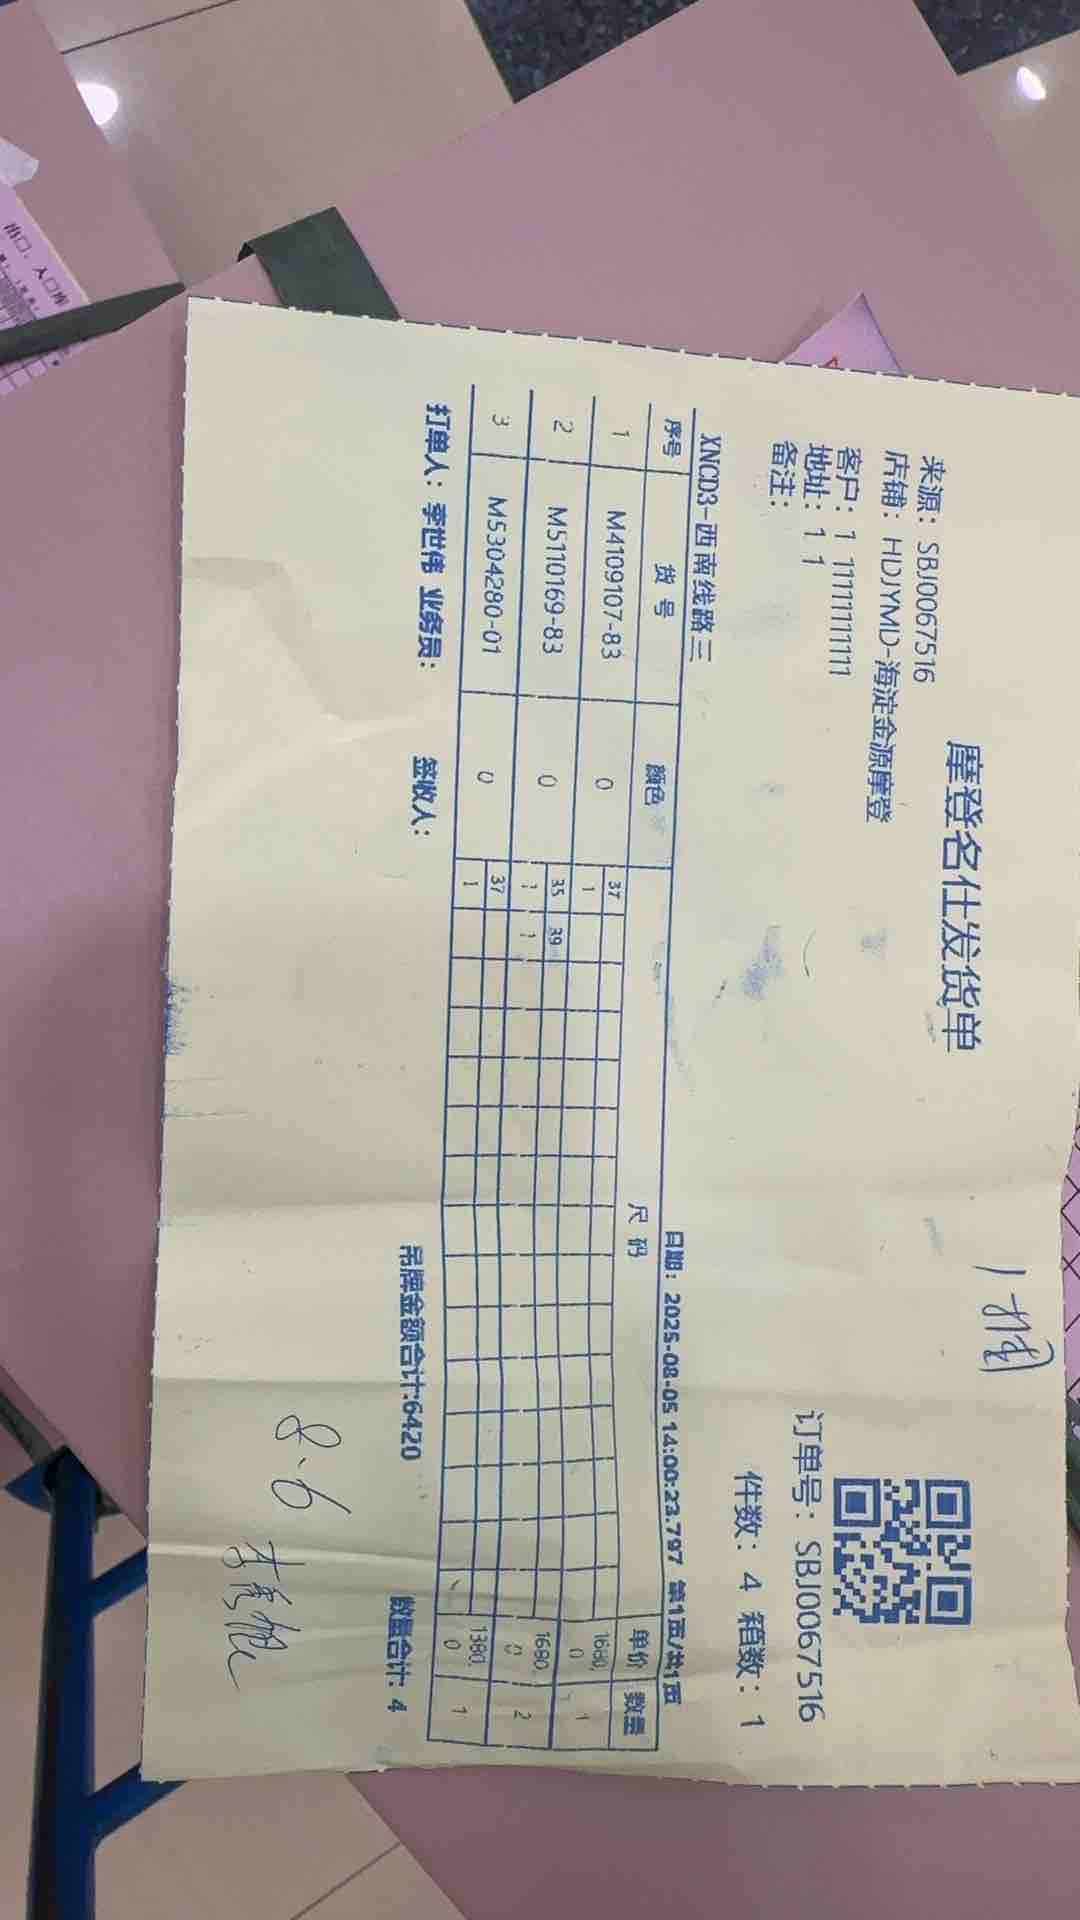 摩登名仕发货单
1 捆
来源: SBJ0067516
店铺: HDJYMD-海淀金源摩登
客户: 1 11111111111
地址: 1 1
备注:
订单号: SBJ0067516
件数: 4 箱数: 1
XNCD3-西南线路三
日期: 2025-08-05 14:00:23.797 第1页/共1页
序号 货号 颜色 尺码 单价 数量
1 M4109107-83 0 37 1680. 1
1 0
2 M5110169-83 0 35 39 1680. 2
1 1 0
3 M5304280-01 0 37 1380. 1
1 0
打单人: 李世伟 业务员: 签收人: 吊牌金额合计:6420 数量合计: 4
8.6